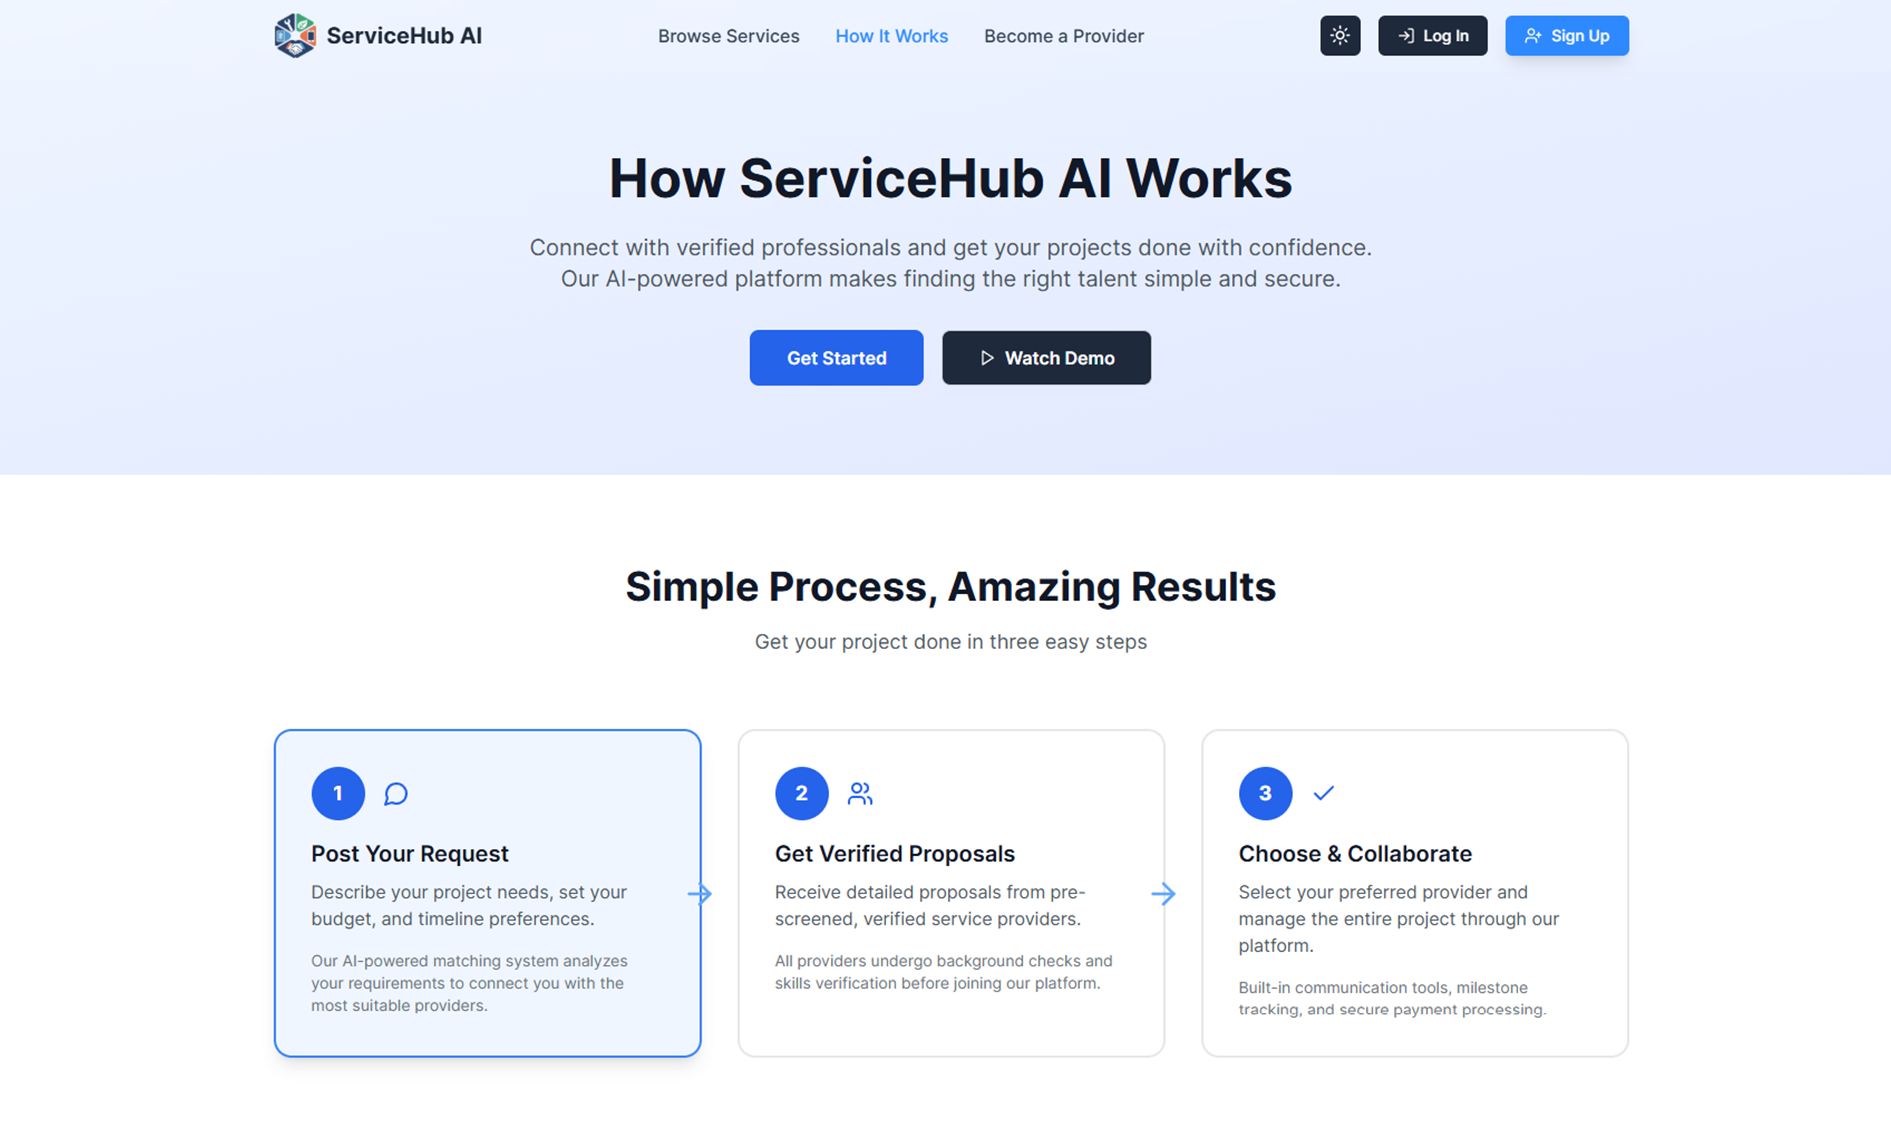 ServiceHub AI
Browse Services
How It Works
Become a Provider
Log In
Sign Up
How ServiceHub AI Works
Connect with verified professionals and get your projects done with confidence.
Our AI-powered platform makes finding the right talent simple and secure.
Get Started
Watch Demo
Simple Process, Amazing Results
Get your project done in three easy steps
1
Post Your Request
Describe your project needs, set your
budget, and timeline preferences.
Our AI-powered matching system analyzes
your requirements to connect you with the
most suitable providers.
2
Get Verified Proposals
Receive detailed proposals from pre-
screened, verified service providers.
All providers undergo background checks and
skills verification before joining our platform.
3
Choose & Collaborate
Select your preferred provider and
manage the entire project through our
platform.
Built-in communication tools, milestone
tracking, and secure payment processing.